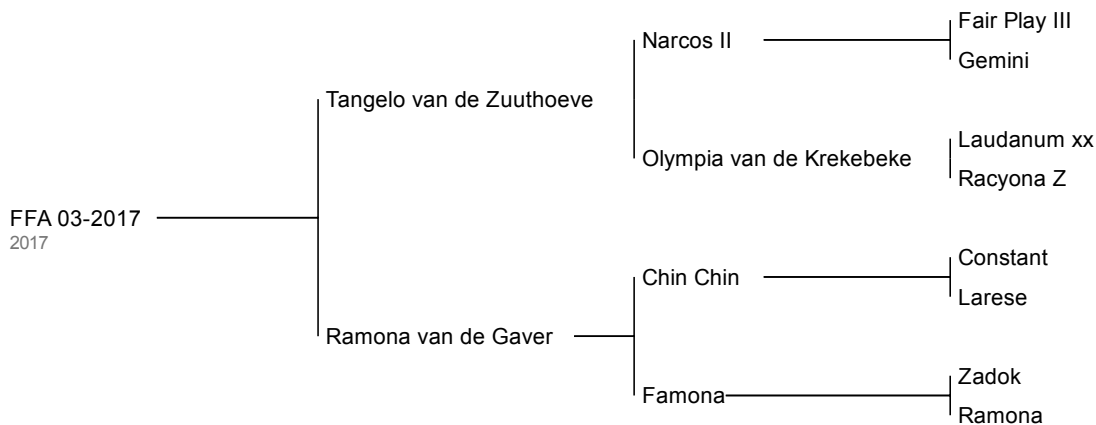 Fair Play III
Narcos II
Gemini
Tangelo van de Zuuthoeve
Laudanum xx
Olympia van de Krekebeke
Racyona Z
FFA 03-2017
2017
Constant
Chin Chin
Larese
Ramona van de Gaver
Zadok
Famona
Ramona